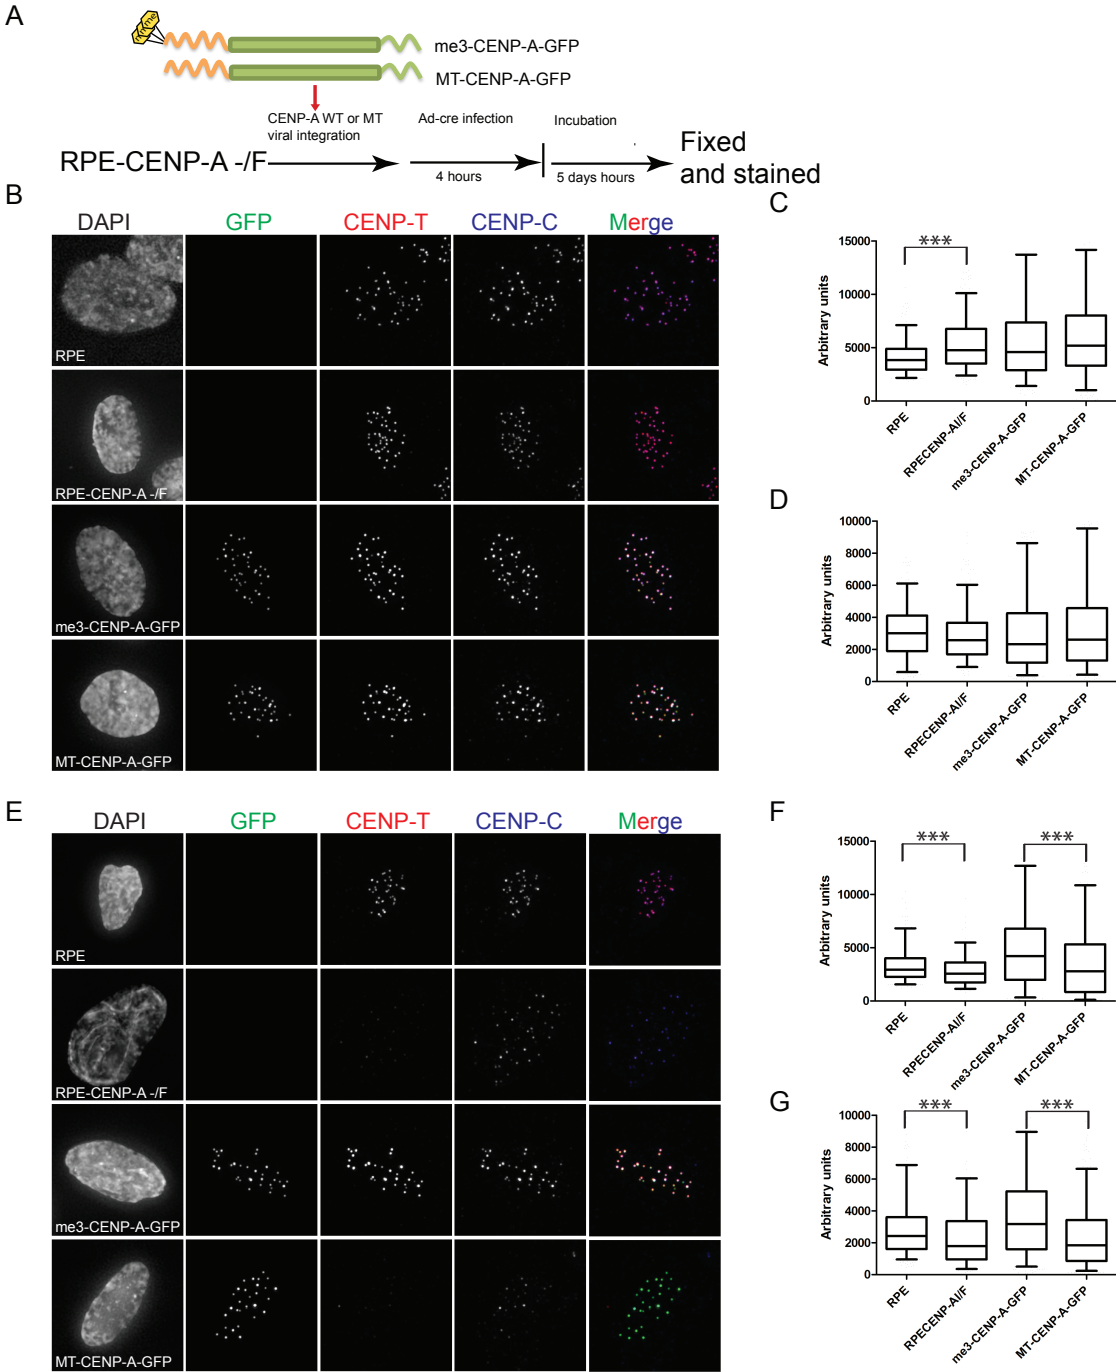 A
me3-CENP-A-GFP
MT-CENP-A-GFP
CENP-A WT or MT
viral integration
Ad-cre infection
Incubation
RPE-CENP-A -/F
4 hours
5 days hours
Fixed
and stained
B
DAPI GFP CENP-T CENP-C Merge
RPE
RPE-CENP-A -/F
me3-CENP-A-GFP
MT-CENP-A-GFP
C
15000
10000
5000
0
Arbitrary units
***
RPE
RPECENP-AI/F
me3-CENP-A-GFP
MT-CENP-A-GFP
D
10000
8000
6000
4000
2000
0
Arbitrary units
RPE
RPECENP-AI/F
me3-CENP-A-GFP
MT-CENP-A-GFP
E
DAPI GFP CENP-T CENP-C Merge
RPE
RPE-CENP-A -/F
me3-CENP-A-GFP
MT-CENP-A-GFP
F
15000
10000
5000
0
Arbitrary units
*** ***
RPE
RPECENP-AI/F
me3-CENP-A-GFP
MT-CENP-A-GFP
G
10000
8000
6000
4000
2000
0
Arbitrary units
*** ***
RPE
RPECENP-AI/F
me3-CENP-A-GFP
MT-CENP-A-GFP